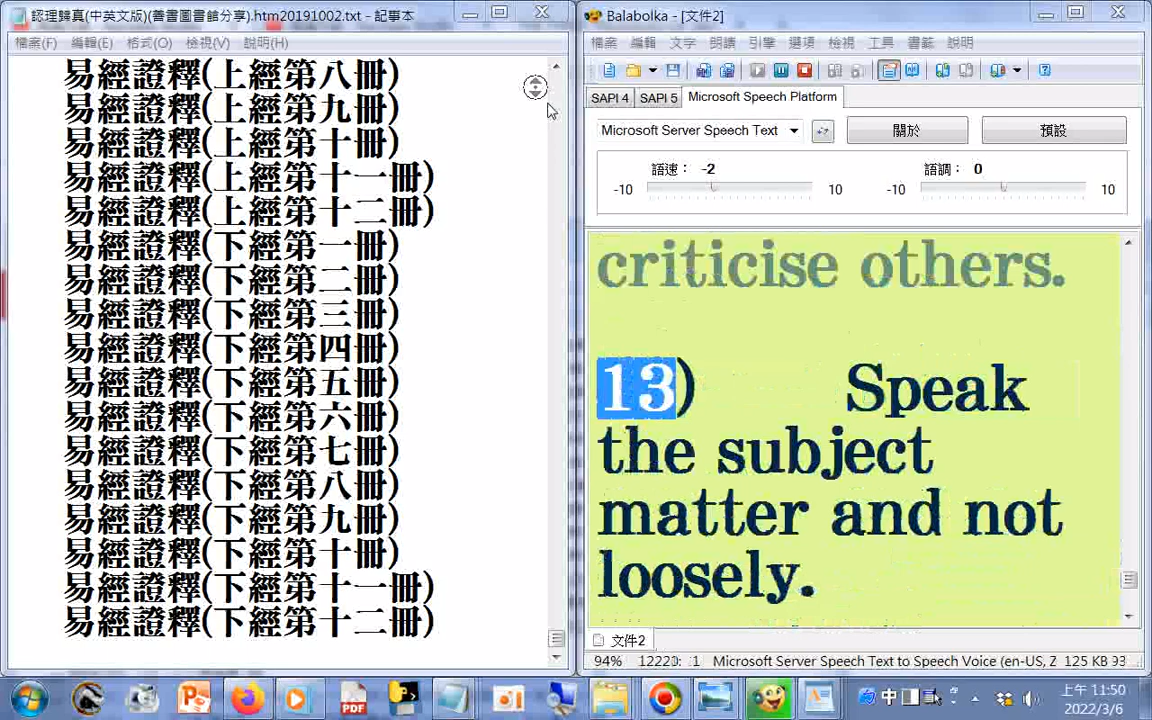 認理歸真(中英文版)(善書圖書館分享).htm20191002.txt - 記事本
檔案(F) 編輯(E) 格式(O) 檢視(V) 說明(H)
易經證釋(上經第八冊)
易經證釋(上經第九冊)
易經證釋(上經第十冊)
易經證釋(上經第十一冊)
易經證釋(上經第十二冊)
易經證釋(下經第一冊)
易經證釋(下經第二冊)
易經證釋(下經第三冊)
易經證釋(下經第四冊)
易經證釋(下經第五冊)
易經證釋(下經第六冊)
易經證釋(下經第七冊)
易經證釋(下經第八冊)
易經證釋(下經第九冊)
易經證釋(下經第十冊)
易經證釋(下經第十一冊)
易經證釋(下經第十二冊)
Balabolka - [文件2]
檔案 編輯 文字 朗讀 引擎 選項 檢視 工具 書籤 說明
SAPI 4 SAPI 5 Microsoft Speech Platform
Microsoft Server Speech Text 關於 預設
語速： -2 語調： 0
-10 10 -10 10
criticise others.
13) Speak
the subject
matter and not
loosely.
文件2
94% 12220: 1 Microsoft Server Speech Text to Speech Voice (en-US, Z 125 KB 93
PDF 中 上午 11:50
2022/3/6